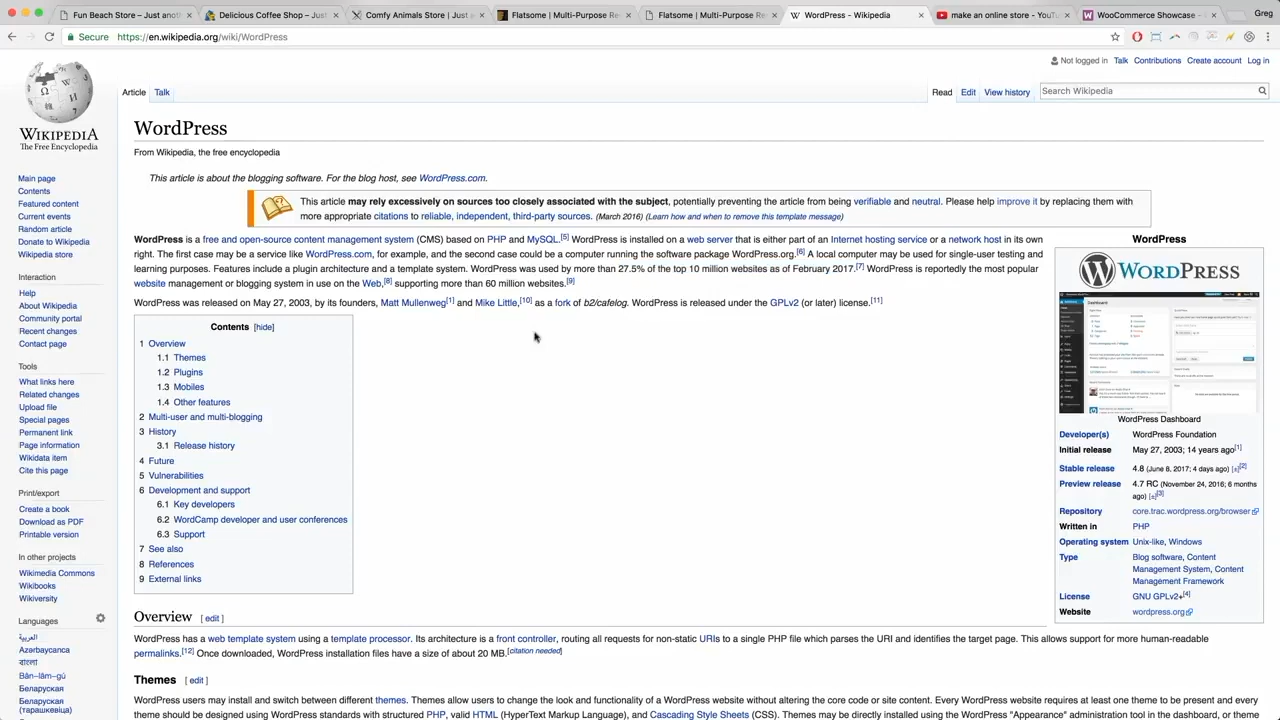 Fun Beach Store – Just anoth
Delicious Coffee Shop – Just
Comfy Animals Store | Just a
Flatsome | Multi-Purpose Re
Flatsome | Multi-Purpose Re
WordPress - Wikipedia
make an online store - YouTu
WooCommerce Showcase -
Greg
Secure
https://en.wikipedia.org/wiki/WordPress
Not logged in Talk Contributions Create account Log in
Article Talk
Read Edit View history
Search Wikipedia
WIKIPEDIA
The Free Encyclopedia
Main page
Contents
Featured content
Current events
Random article
Donate to Wikipedia
Wikipedia store
Interaction
Help
About Wikipedia
Community portal
Recent changes
Contact page
Tools
What links here
Related changes
Upload file
Special pages
Permanent link
Page information
Wikidata item
Cite this page
Print/export
Create a book
Download as PDF
Printable version
In other projects
Wikimedia Commons
Wikibooks
Wikiversity
Languages
العربية
Azərbaycanca
বাংলা
Bân-lâm-gú
Беларуская
Беларуская
(тарашкевіца)
WordPress
From Wikipedia, the free encyclopedia
This article is about the blogging software. For the blog host, see WordPress.com.
This article may rely excessively on sources too closely associated with the subject, potentially preventing the article from being verifiable and neutral. Please help improve it by replacing them with
more appropriate citations to reliable, independent, third-party sources. (March 2016) (Learn how and when to remove this template message)
WordPress is a free and open-source content management system (CMS) based on PHP and MySQL.[5] WordPress is installed on a web server that is either part of an Internet hosting service or a network host in its own
right. The first case may be a service like WordPress.com, for example, and the second case could be a computer running the software package WordPress.org.[6] A local computer may be used for single-user testing and
learning purposes. Features include a plugin architecture and a template system. WordPress was used by more than 27.5% of the top 10 million websites as of February 2017.[7] WordPress is reportedly the most popular
website management or blogging system in use on the Web,[8] supporting more than 60 million websites.[9]
WordPress was released on May 27, 2003, by its founders, Matt Mullenweg[1] and Mike Little,[10] as a fork of b2/cafelog. WordPress is released under the GPLv2 (or later) license.[11]
Contents [hide]
1 Overview
1.1 Themes
1.2 Plugins
1.3 Mobiles
1.4 Other features
2 Multi-user and multi-blogging
3 History
3.1 Release history
4 Future
5 Vulnerabilities
6 Development and support
6.1 Key developers
6.2 WordCamp developer and user conferences
6.3 Support
7 See also
8 References
9 External links
WordPress
WORDPRESS
Dashboard
WordPress Dashboard
Developer(s) WordPress Foundation
Initial release May 27, 2003; 14 years ago[1]
Stable release 4.8 (June 8, 2017; 4 days ago) [±][2]
Preview release 4.7 RC (November 24, 2016; 6 months
ago) [±][3]
Repository core.trac.wordpress.org/browser
Written in PHP
Operating system Unix-like, Windows
Type Blog software, Content
Management System, Content
Management Framework
License GNU GPLv2+[4]
Website wordpress.org
Overview [ edit ]
WordPress has a web template system using a template processor. Its architecture is a front controller, routing all requests for non-static URIs to a single PHP file which parses the URI and identifies the target page. This allows support for more human-readable
permalinks.[12] Once downloaded, WordPress installation files have a size of about 20 MB.[citation needed]
Themes [ edit ]
WordPress users may install and switch between different themes. Themes allow users to change the look and functionality of a WordPress website without altering the core code or site content. Every WordPress website requires at least one theme to be present and every
theme should be designed using WordPress standards with structured PHP, valid HTML (HyperText Markup Language), and Cascading Style Sheets (CSS). Themes may be directly installed using the WordPress "Appearance" administration tool in the dashboard, or theme